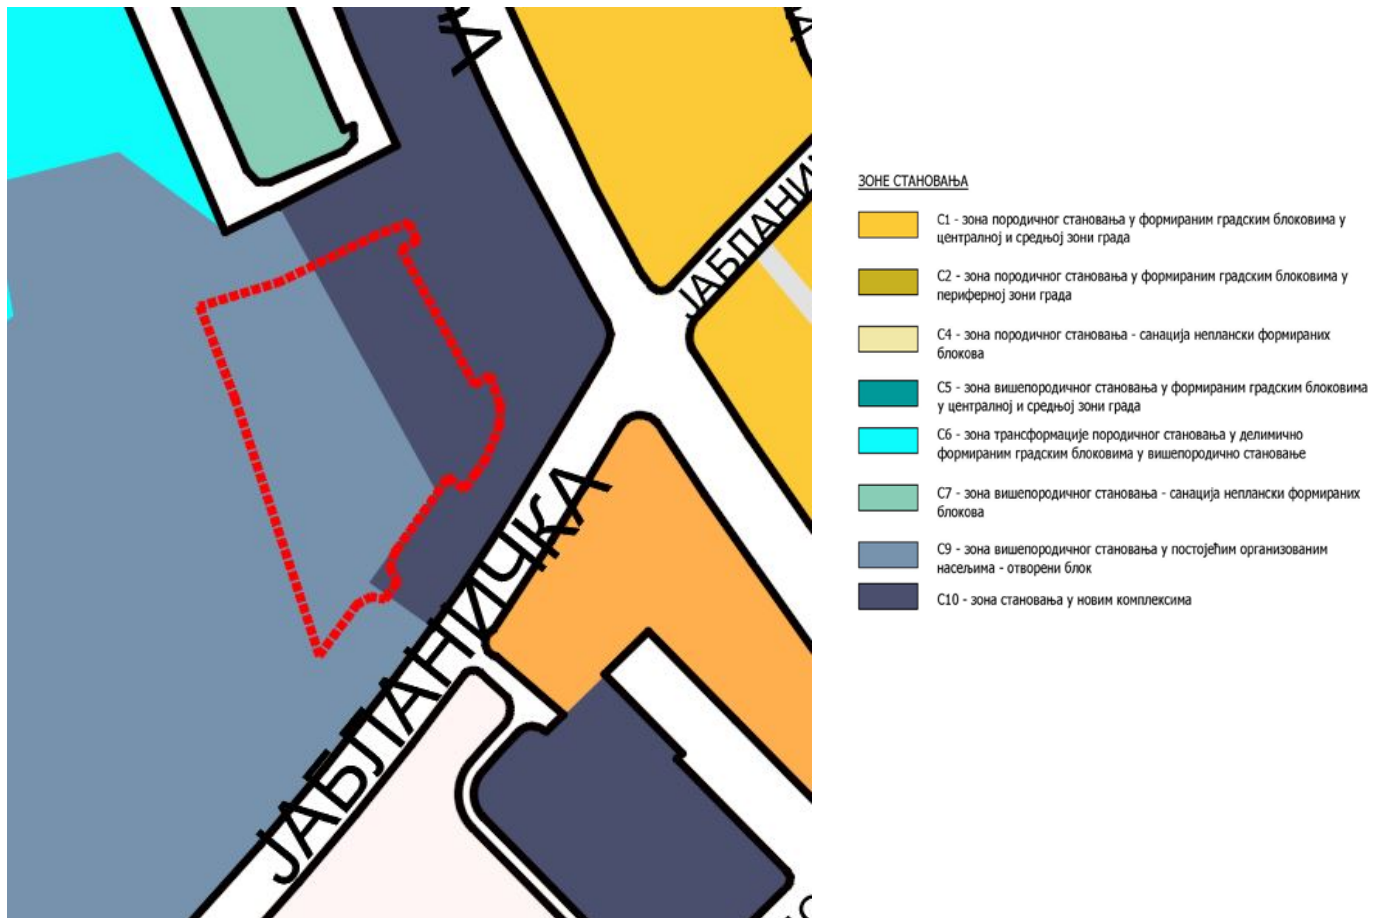 ЈАБЛАНИ
ЈАБЛАНИЧКА
ЗОНЕ СТАНОВАЊА
С1 - зона породичног становања у формираним градским блоковима у
централној и средњој зони града
С2 - зона породичног становања у формираним градским блоковима у
периферној зони града
С4 - зона породичног становања - санација неплански формираних
блокова
С5 - зона вишепородичног становања у формираним градским блоковима
у централној и средњој зони града
С6 - зона трансформације породичног становања у делимично
формираним градским блоковима у вишепородично становање
С7 - зона вишепородичног становања - санација неплански формираних
блокова
С9 - зона вишепородичног становања у постојећим организованим
насељима - отворени блок
С10 - зона становања у новим комплексима